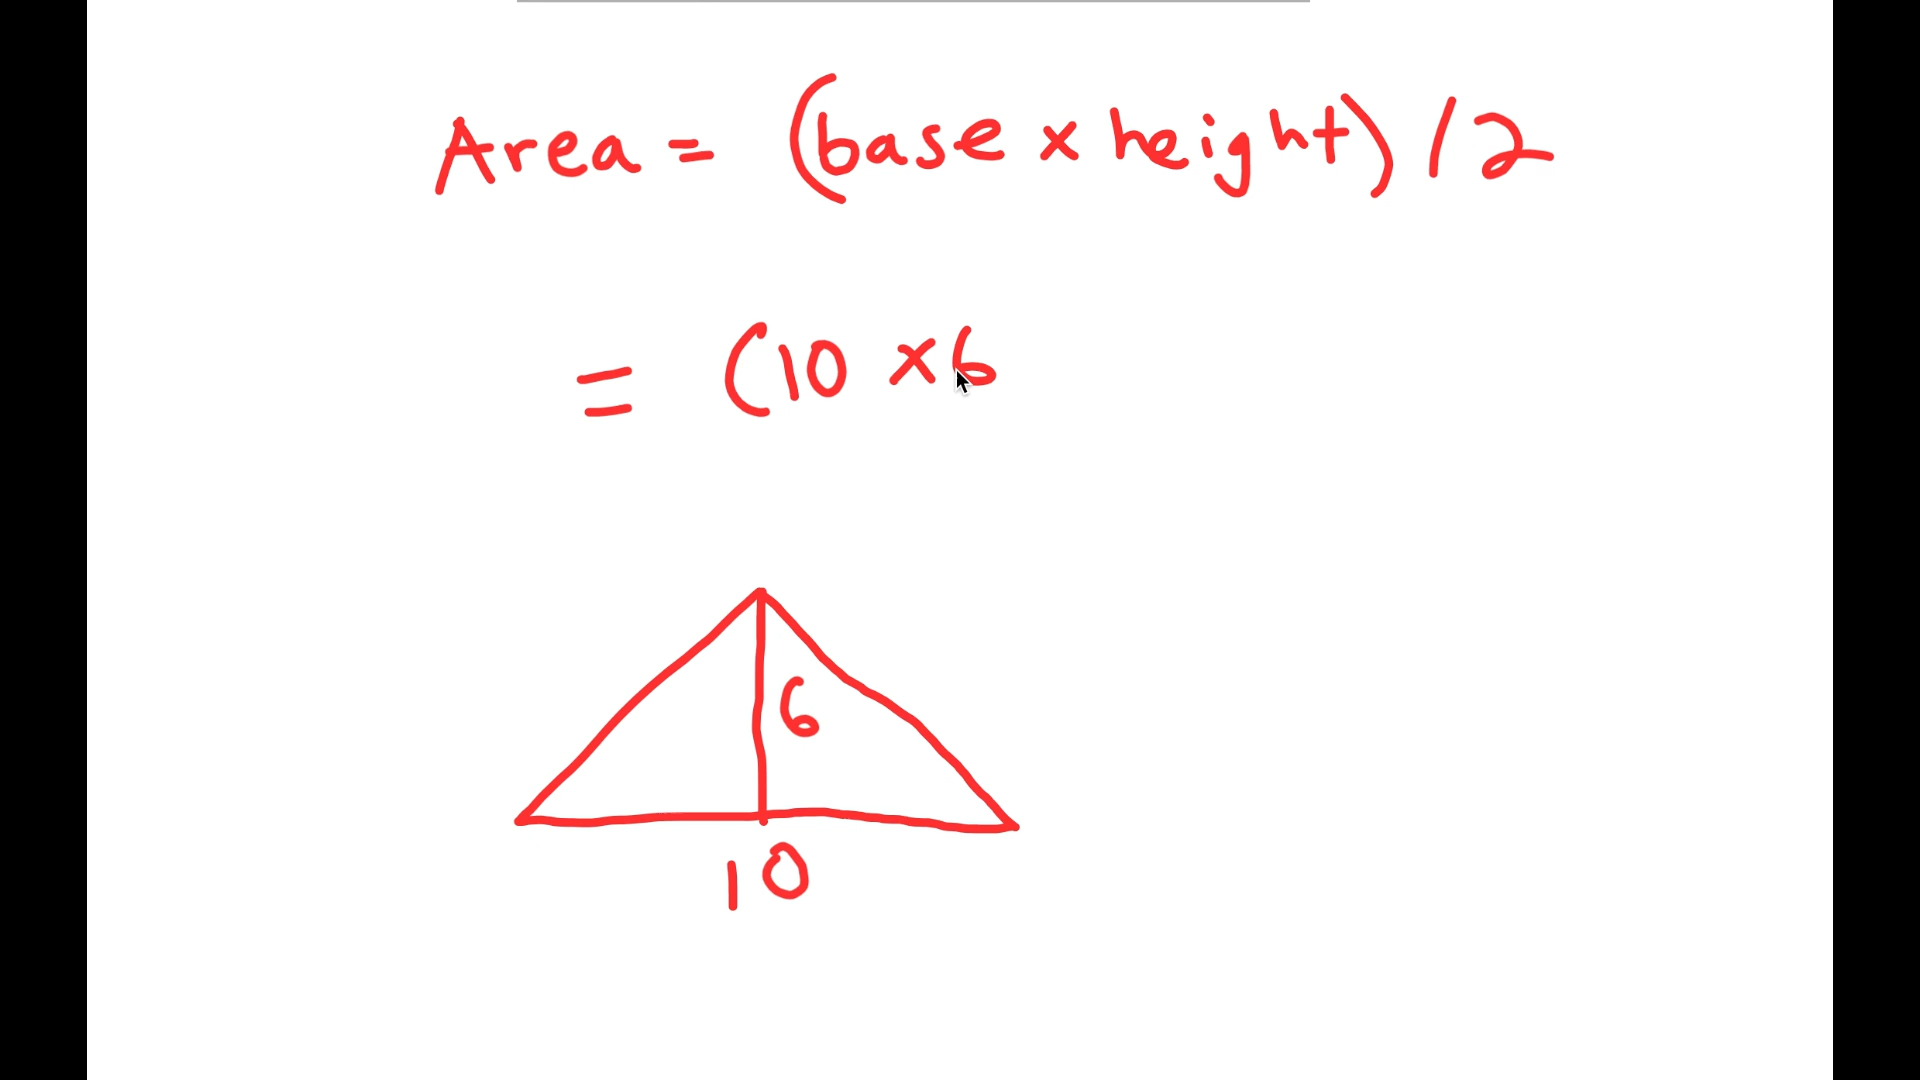 Area = (base x height) / 2
= (10 x 6
6
10